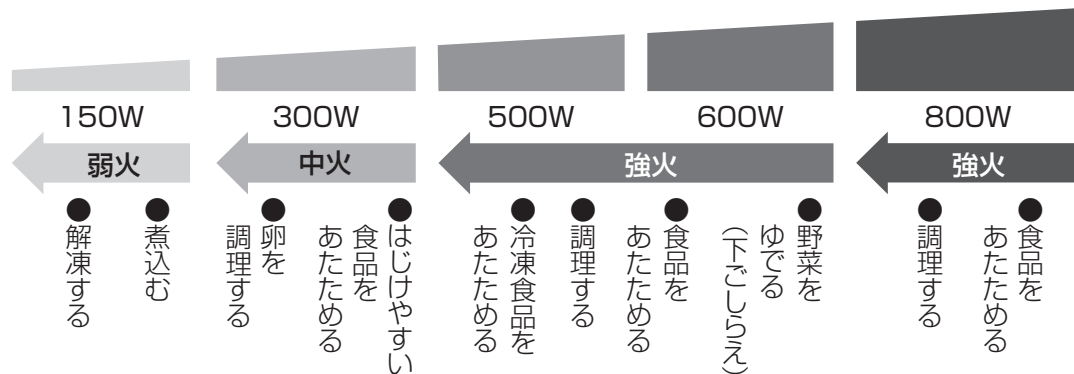 150W
300W
500W
600W
800W
弱火
中火
強火
強火
解凍する
煮込む
卵を
調理する
はじけやすい
食品を
あたためる
冷凍食品を
あたためる
調理する
食品を
あたためる
野菜を
ゆでる
（下ごしらえ）
調理する
食品を
あたためる